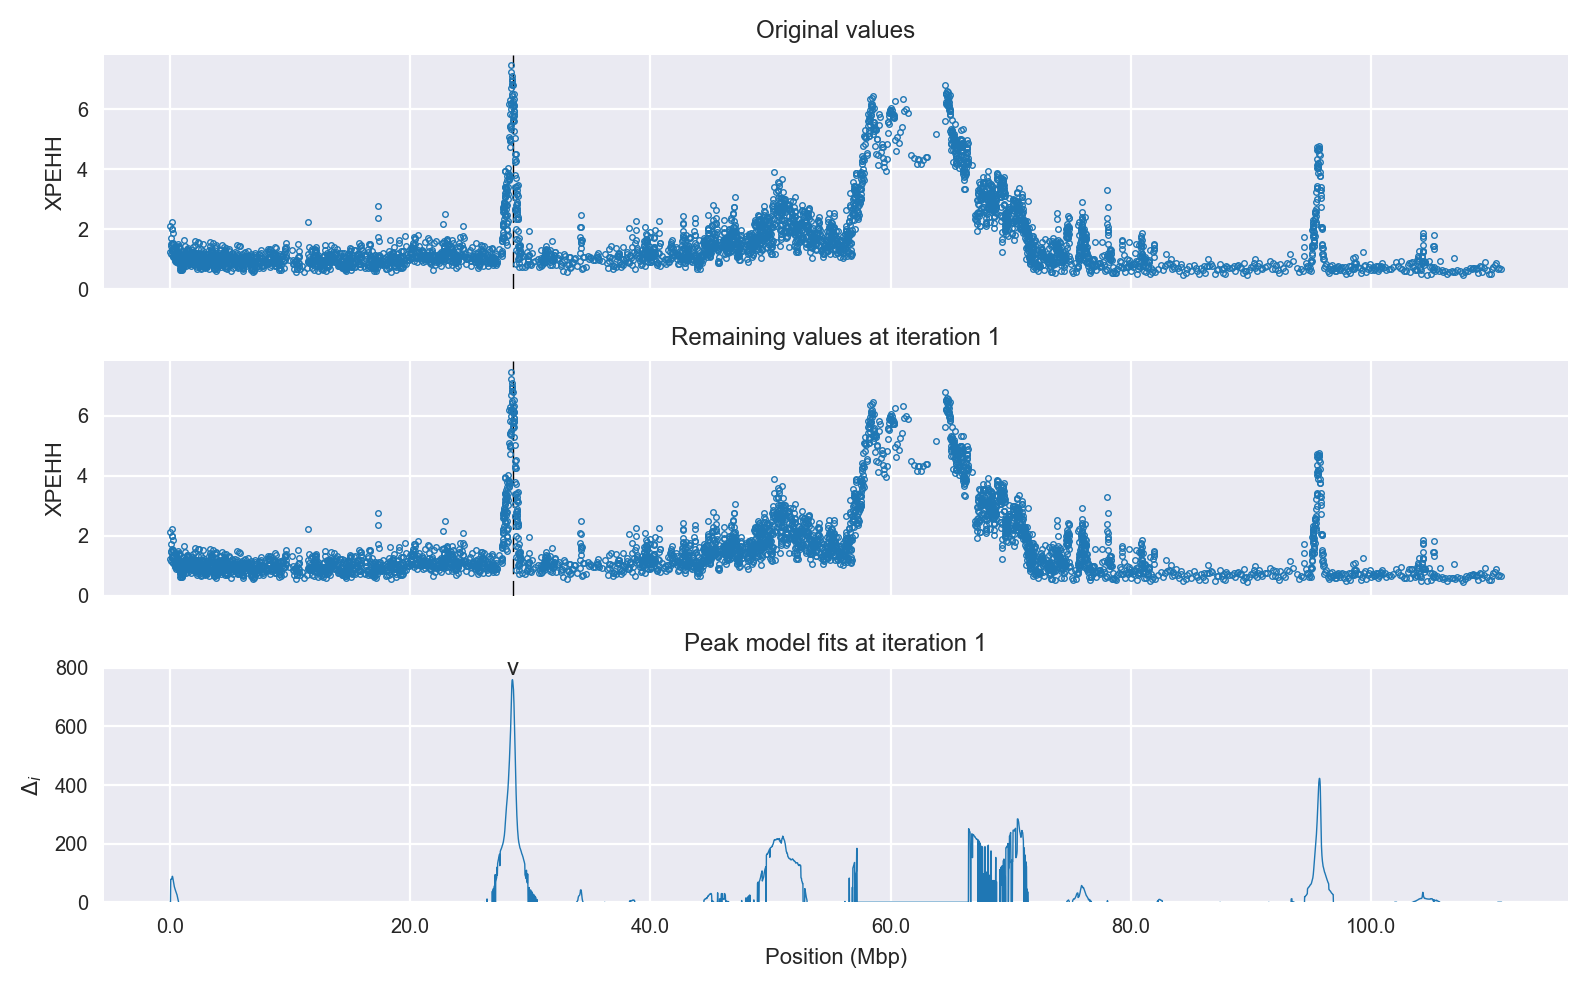 Original values
6
4
2
0
XPEHH
Remaining values at iteration 1
6
4
2
0
XPEHH
Peak model fits at iteration 1
v
800
600
400
200
0
Δi
0.0 20.0 40.0 60.0 80.0 100.0
Position (Mbp)